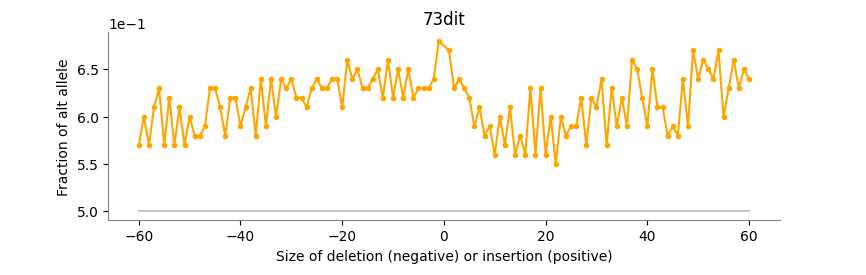 73dit
1e−1
Fraction of alt allele
6.5
6.0
5.5
5.0
−60 −40 −20 0 20 40 60
Size of deletion (negative) or insertion (positive)